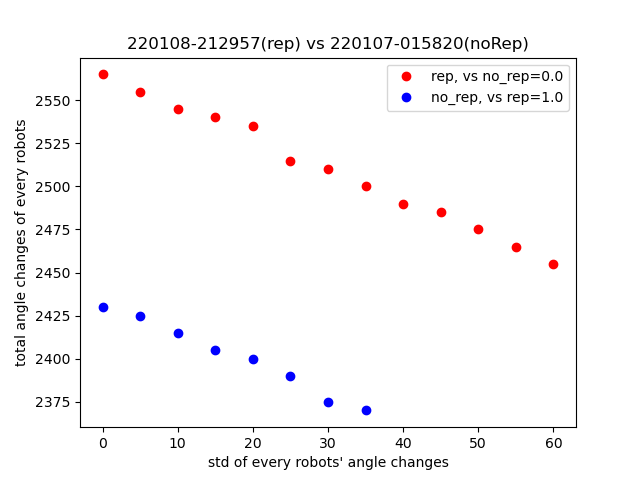 220108-212957(rep) vs 220107-015820(noRep)
rep, vs no_rep=0.0
no_rep, vs rep=1.0
total angle changes of every robots
2550
2525
2500
2475
2450
2425
2400
2375
0 10 20 30 40 50 60
std of every robots' angle changes